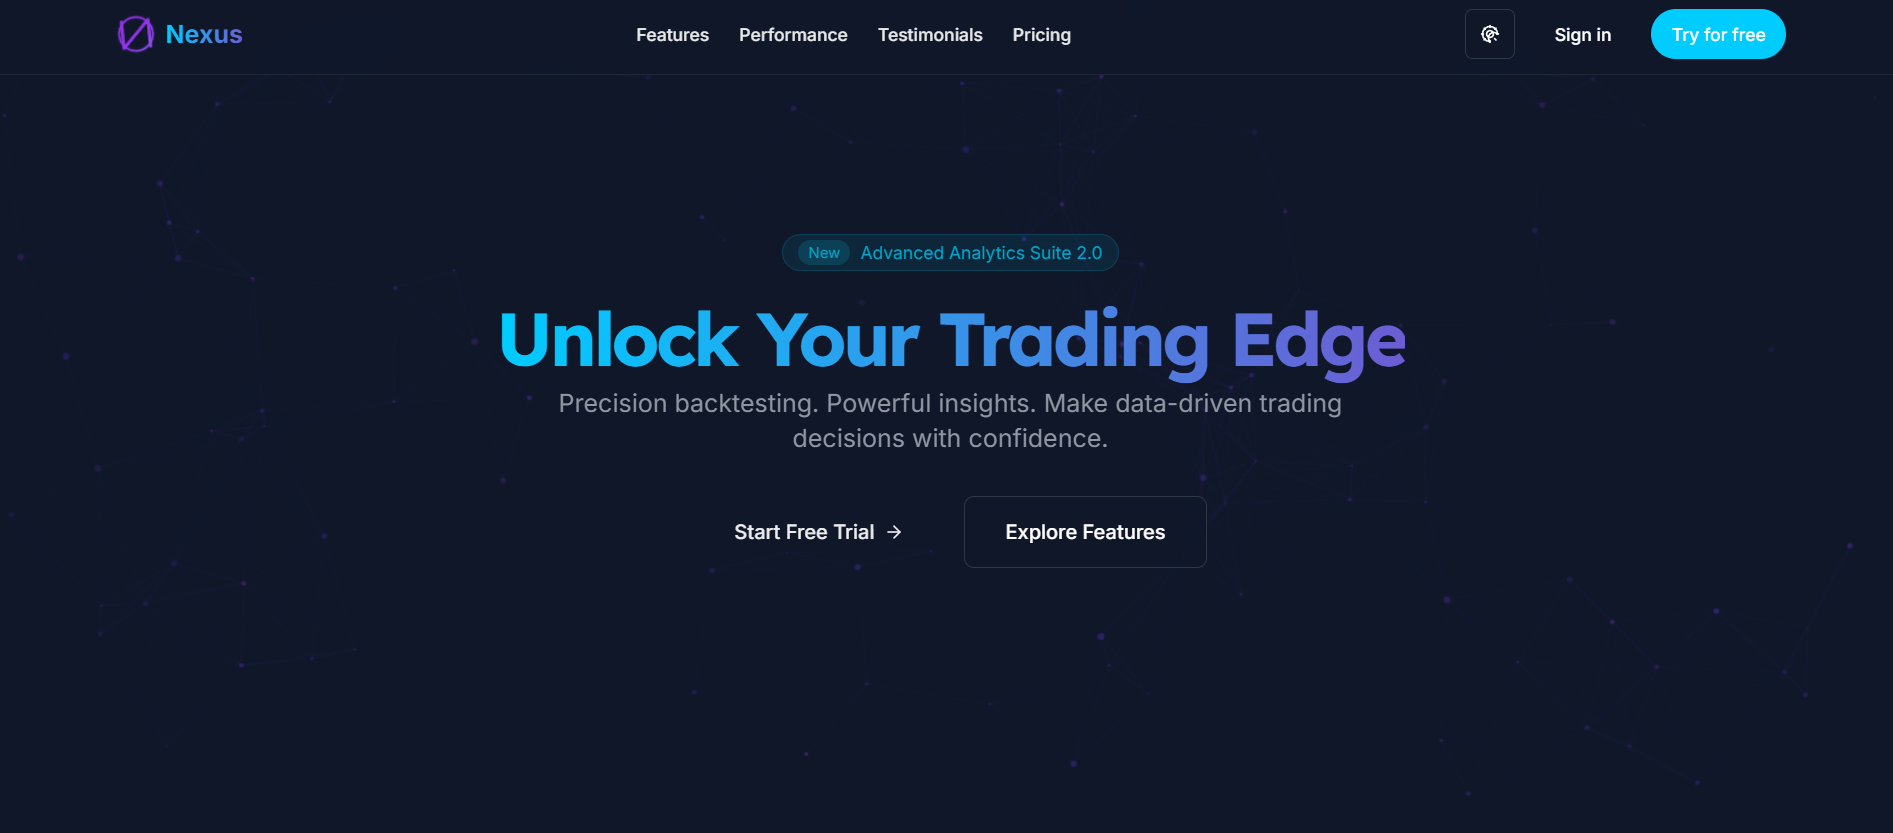 Nexus
Features
Performance
Testimonials
Pricing
Sign in
Try for free
New Advanced Analytics Suite 2.0
Unlock Your Trading Edge
Precision backtesting. Powerful insights. Make data-driven trading
decisions with confidence.
Start Free Trial →
Explore Features